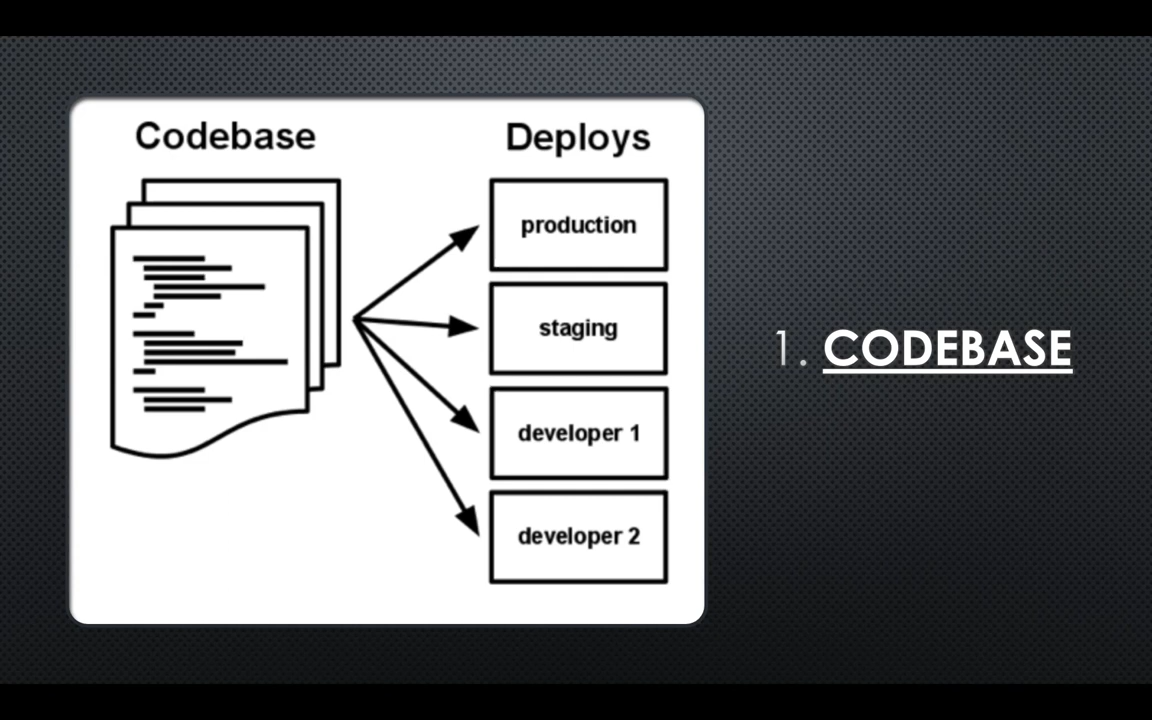 Codebase
Deploys
production
staging
developer 1
developer 2
1. CODEBASE